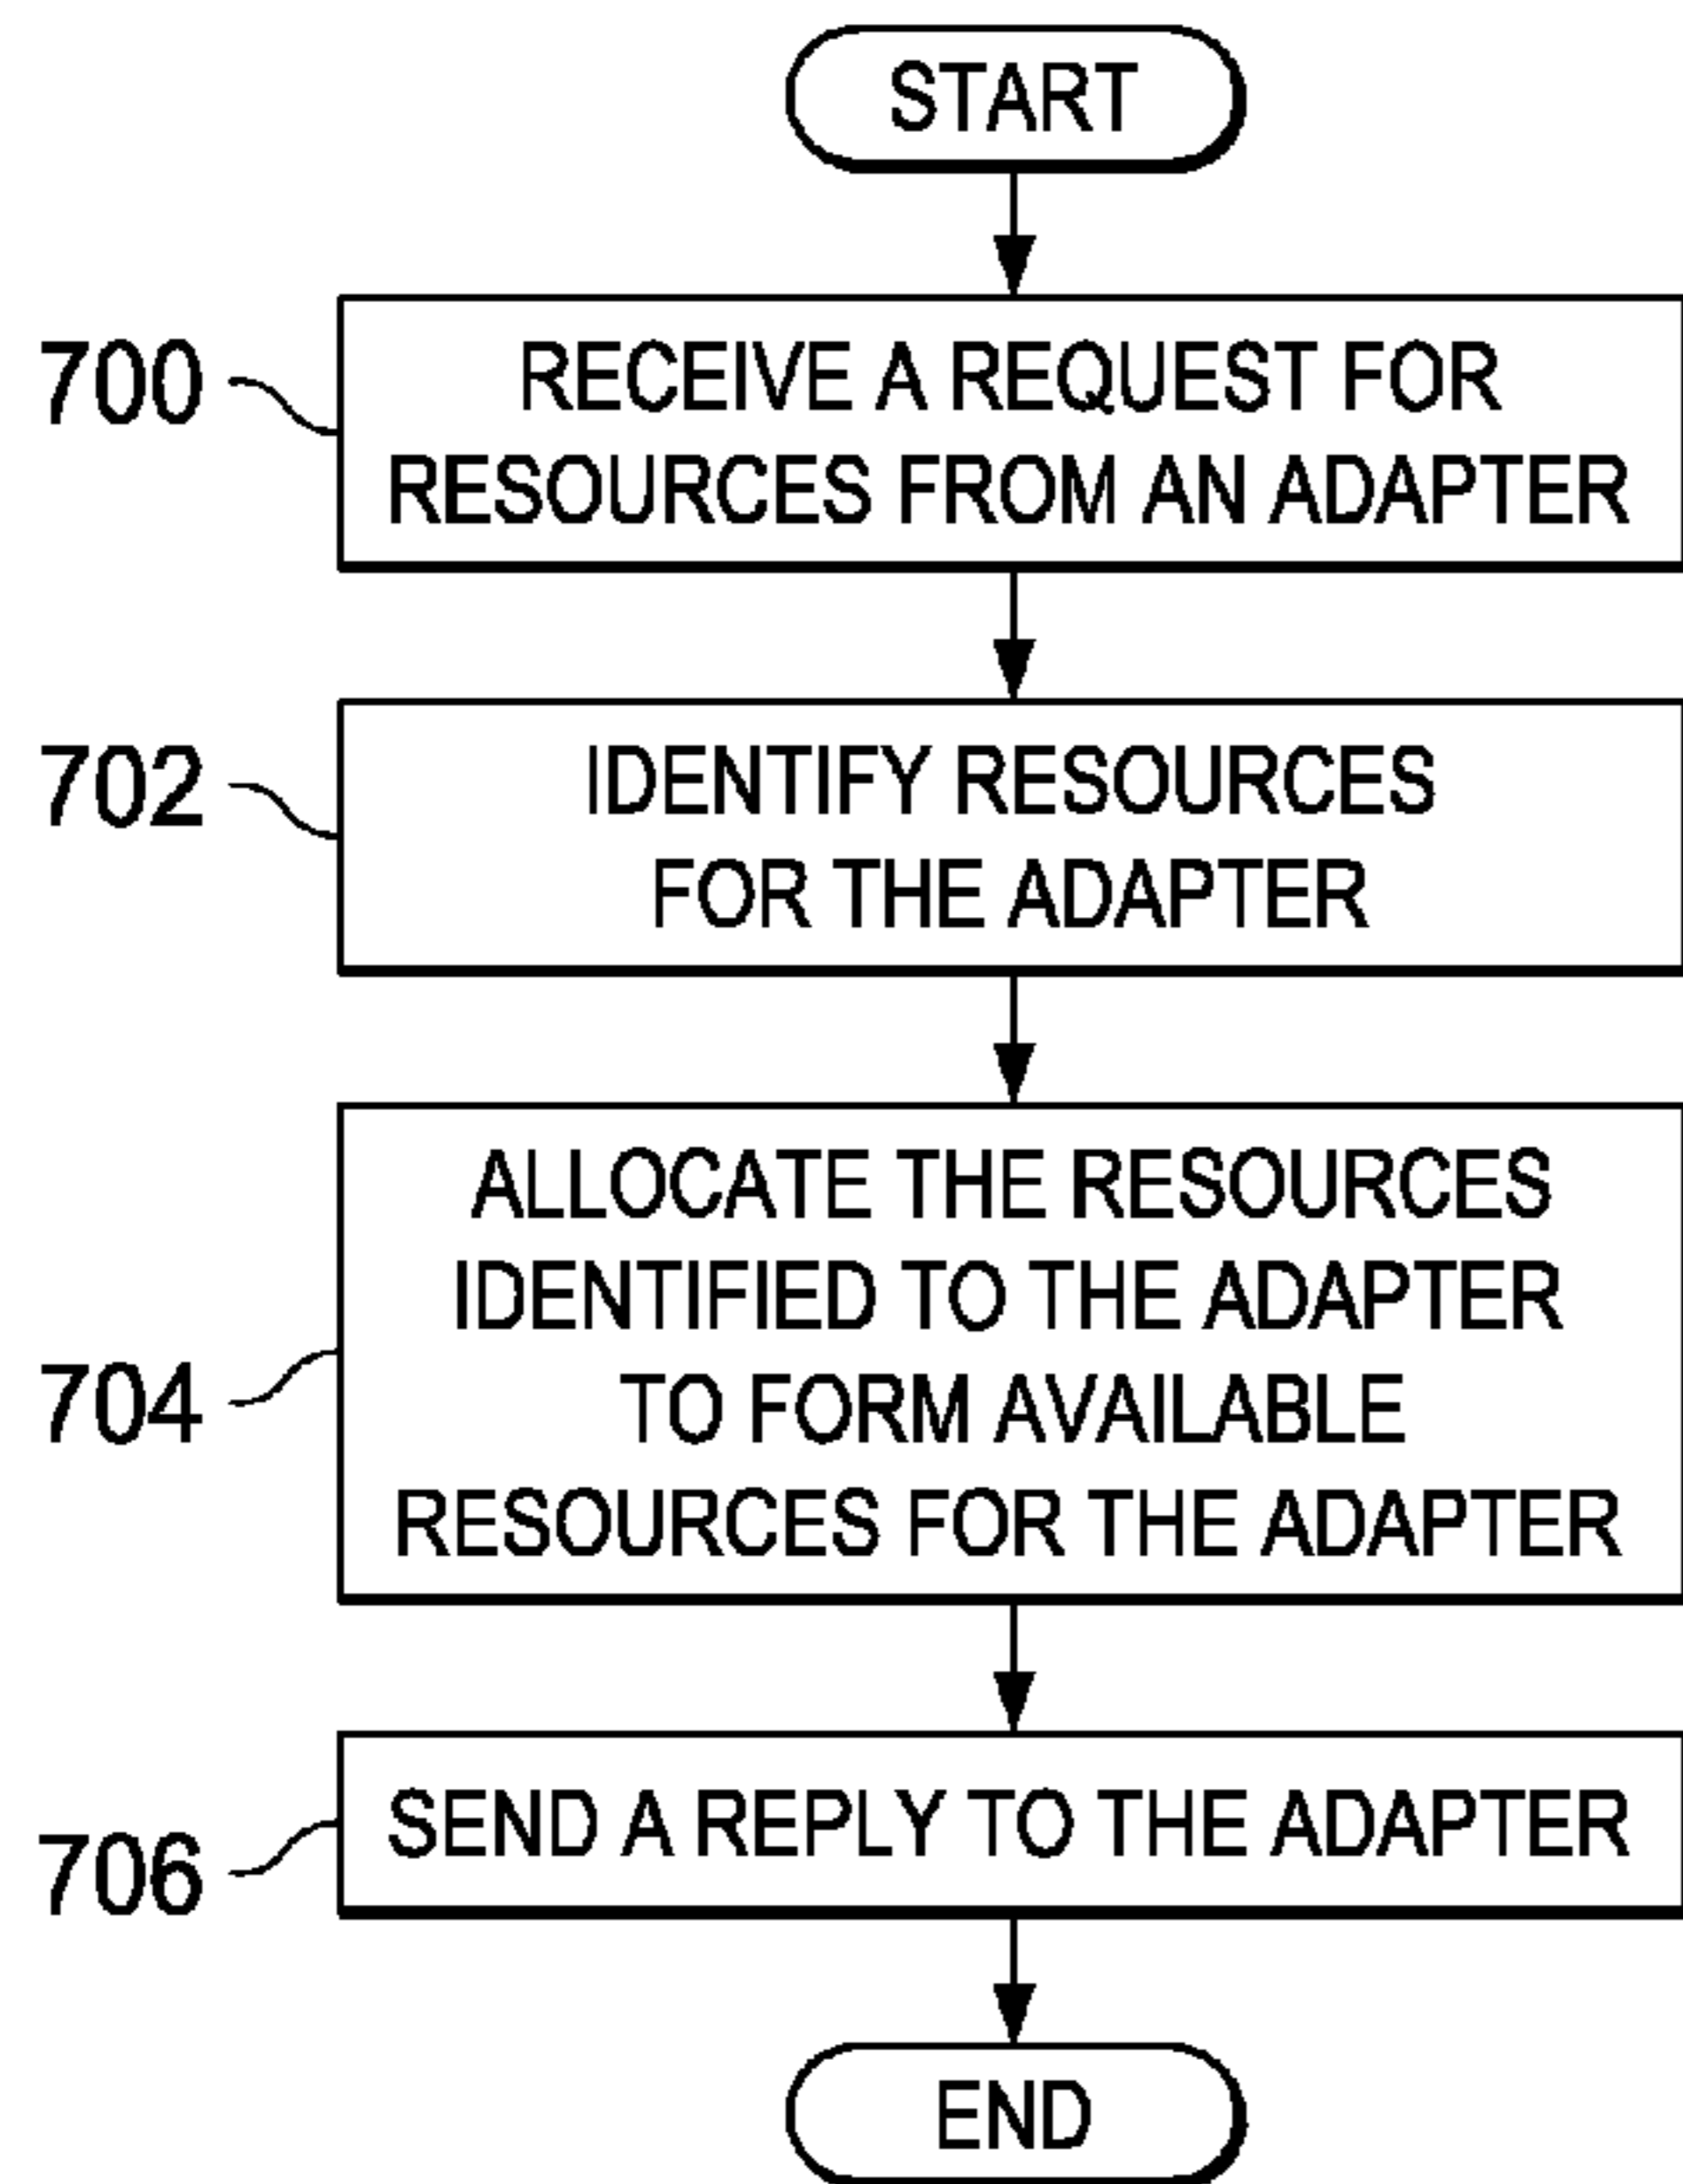 START
700
RECEIVE A REQUEST FOR
RESOURCES FROM AN ADAPTER
702
IDENTIFY RESOURCES
FOR THE ADAPTER
704
ALLOCATE THE RESOURCES
IDENTIFIED TO THE ADAPTER
TO FORM AVAILABLE
RESOURCES FOR THE ADAPTER
706
SEND A REPLY TO THE ADAPTER
END